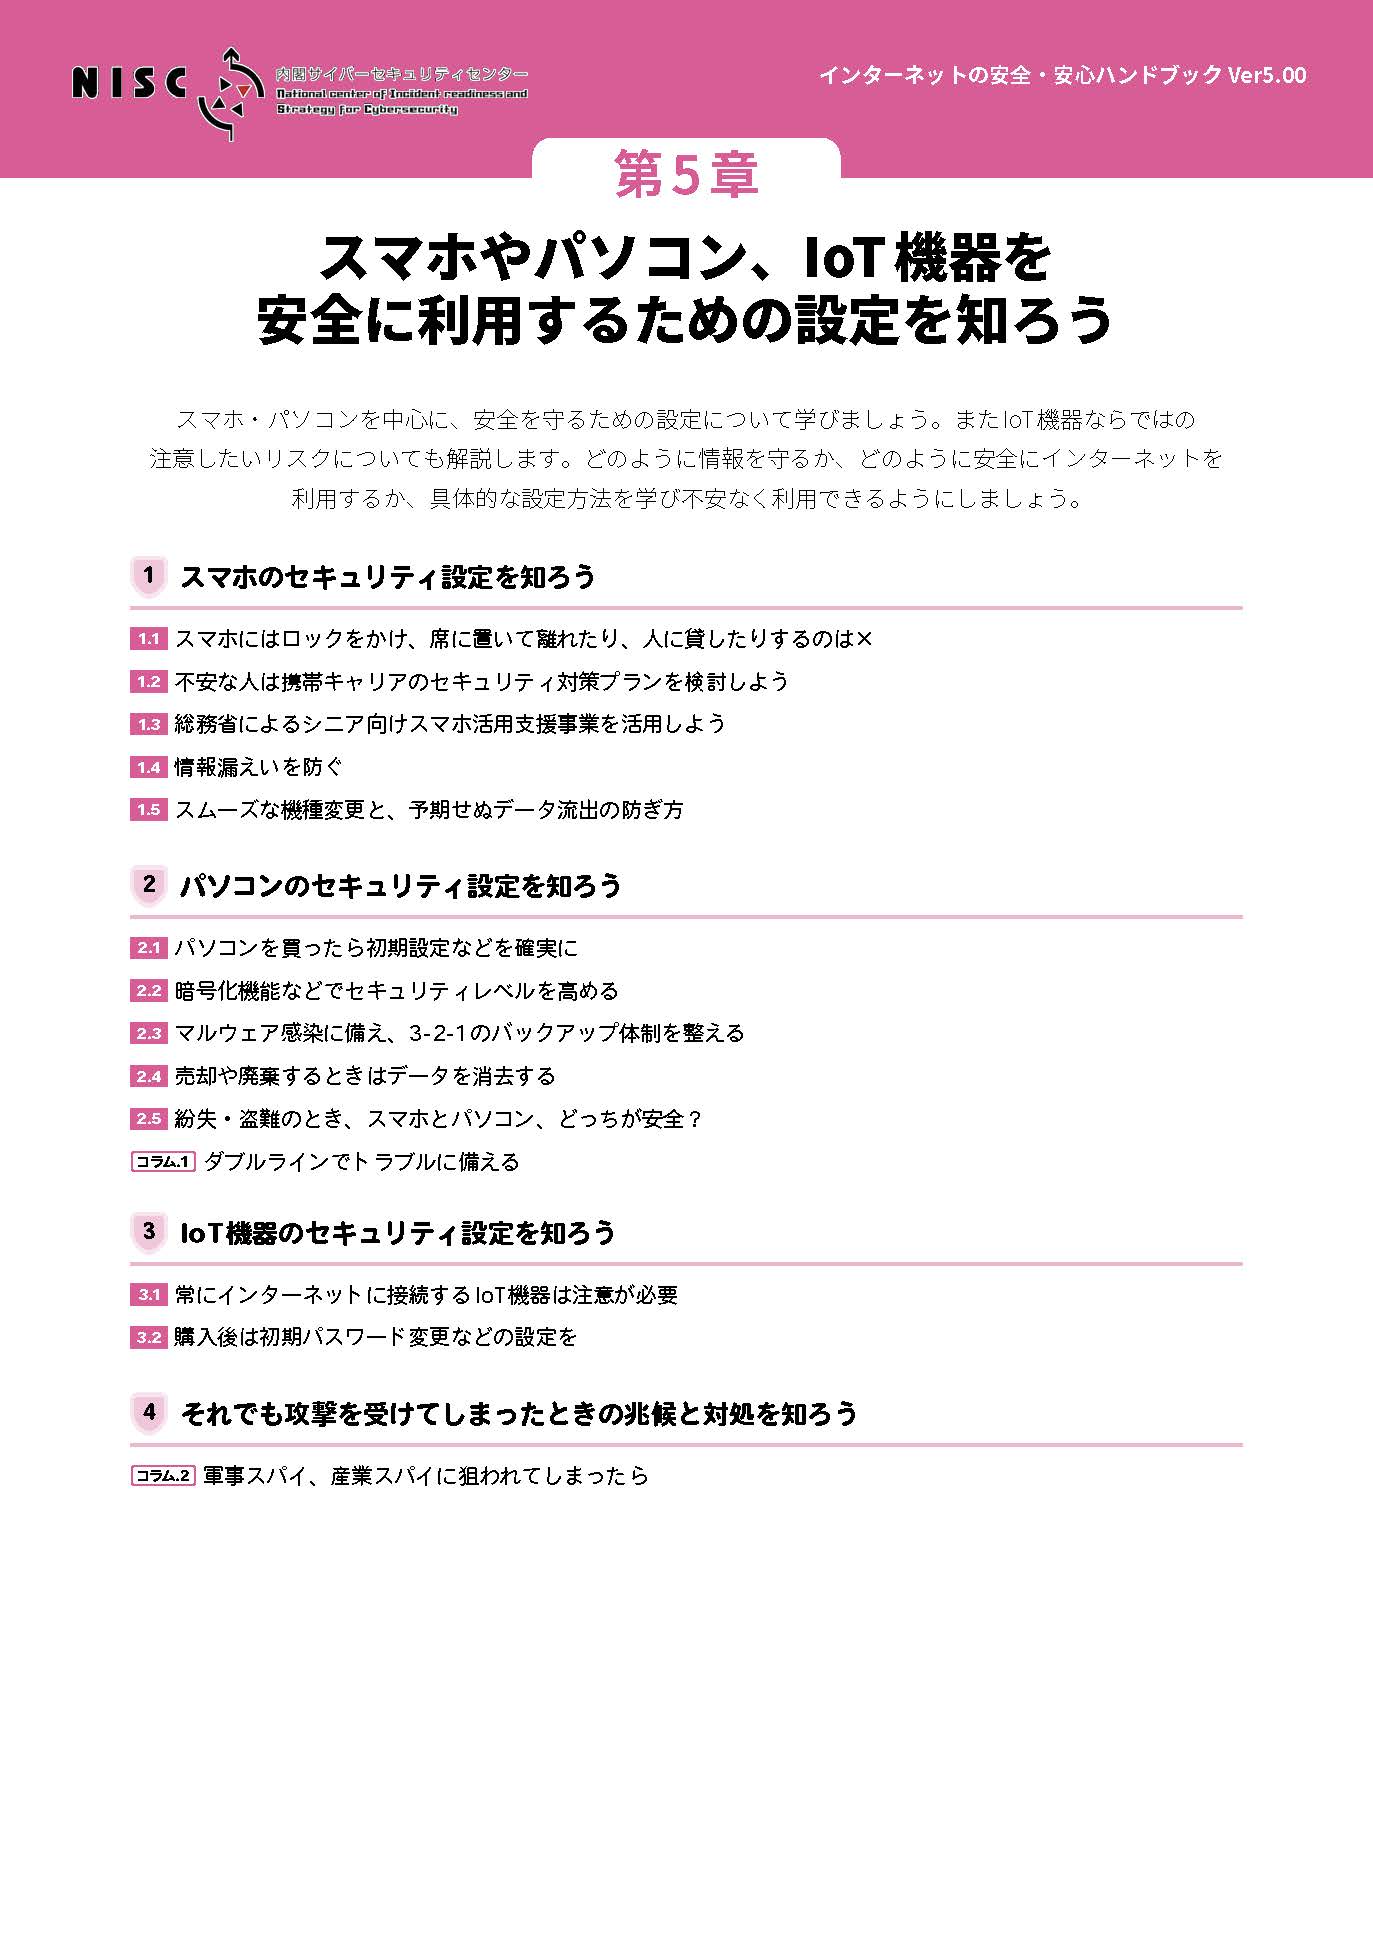 NISC
内閣サイバーセキュリティセンター
National center of Incident readiness and
Strategy for Cybersecurity
インターネットの安全・安心ハンドブック Ver5.00
第5章
スマホやパソコン、IoT機器を
安全に利用するための設定を知ろう
スマホ・パソコンを中心に、安全を守るための設定について学びましょう。またIoT機器ならではの
注意したいリスクについても解説します。どのように情報を守るか、どのように安全にインターネットを
利用するか、具体的な設定方法を学び不安なく利用できるようにしましょう。
1 スマホのセキュリティ設定を知ろう
1.1 スマホにはロックをかけ、席に置いて離れたり、人に貸したりするのは×
1.2 不安な人は携帯キャリアのセキュリティ対策プランを検討しよう
1.3 総務省によるシニア向けスマホ活用支援事業を活用しよう
1.4 情報漏えいを防ぐ
1.5 スムーズな機種変更と、予期せぬデータ流出の防ぎ方
2 パソコンのセキュリティ設定を知ろう
2.1 パソコンを買ったら初期設定などを確実に
2.2 暗号化機能などでセキュリティレベルを高める
2.3 マルウェア感染に備え、3-2-1のバックアップ体制を整える
2.4 売却や廃棄するときはデータを消去する
2.5 紛失・盗難のとき、スマホとパソコン、どっちが安全？
コラム.1 ダブルラインでトラブルに備える
3 IoT機器のセキュリティ設定を知ろう
3.1 常にインターネットに接続するIoT機器は注意が必要
3.2 購入後は初期パスワード変更などの設定を
4 それでも攻撃を受けてしまったときの兆候と対処を知ろう
コラム.2 軍事スパイ、産業スパイに狙われてしまったら